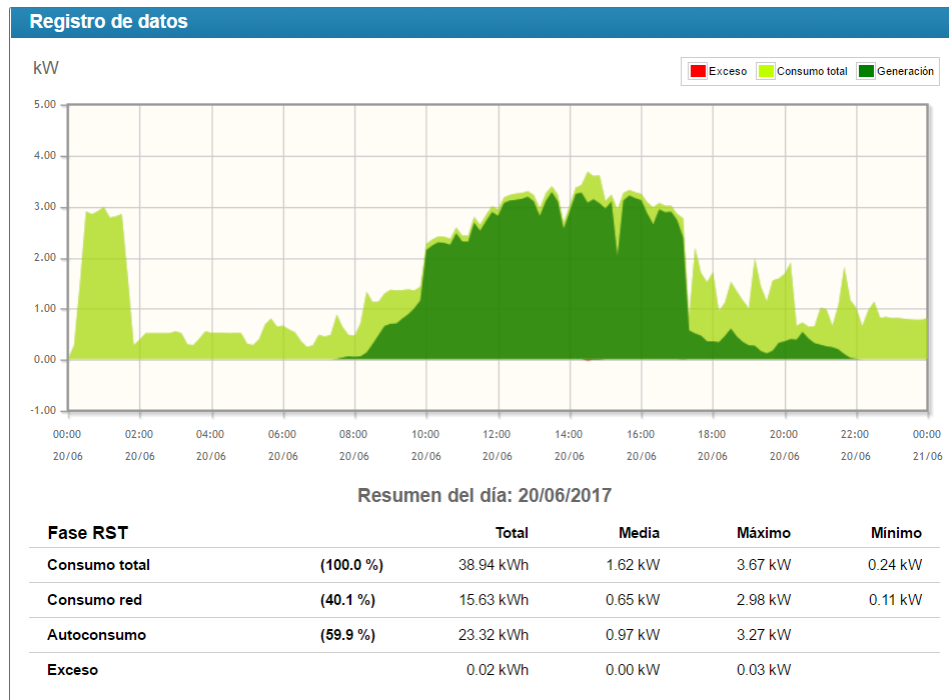 Registro de datos
kW
Exceso Consumo total Generación
5.00
4.00
3.00
2.00
1.00
0.00
-1.00
00:00 02:00 04:00 06:00 08:00 10:00 12:00 14:00 16:00 18:00 20:00 22:00 00:00
20/06 20/06 20/06 20/06 20/06 20/06 20/06 20/06 20/06 20/06 20/06 20/06 21/06
Resumen del día: 20/06/2017
Fase RST Total Media Máximo Mínimo
Consumo total (100.0 %) 38.94 kWh 1.62 kW 3.67 kW 0.24 kW
Consumo red (40.1 %) 15.63 kWh 0.65 kW 2.98 kW 0.11 kW
Autoconsumo (59.9 %) 23.32 kWh 0.97 kW 3.27 kW
Exceso 0.02 kWh 0.00 kW 0.03 kW